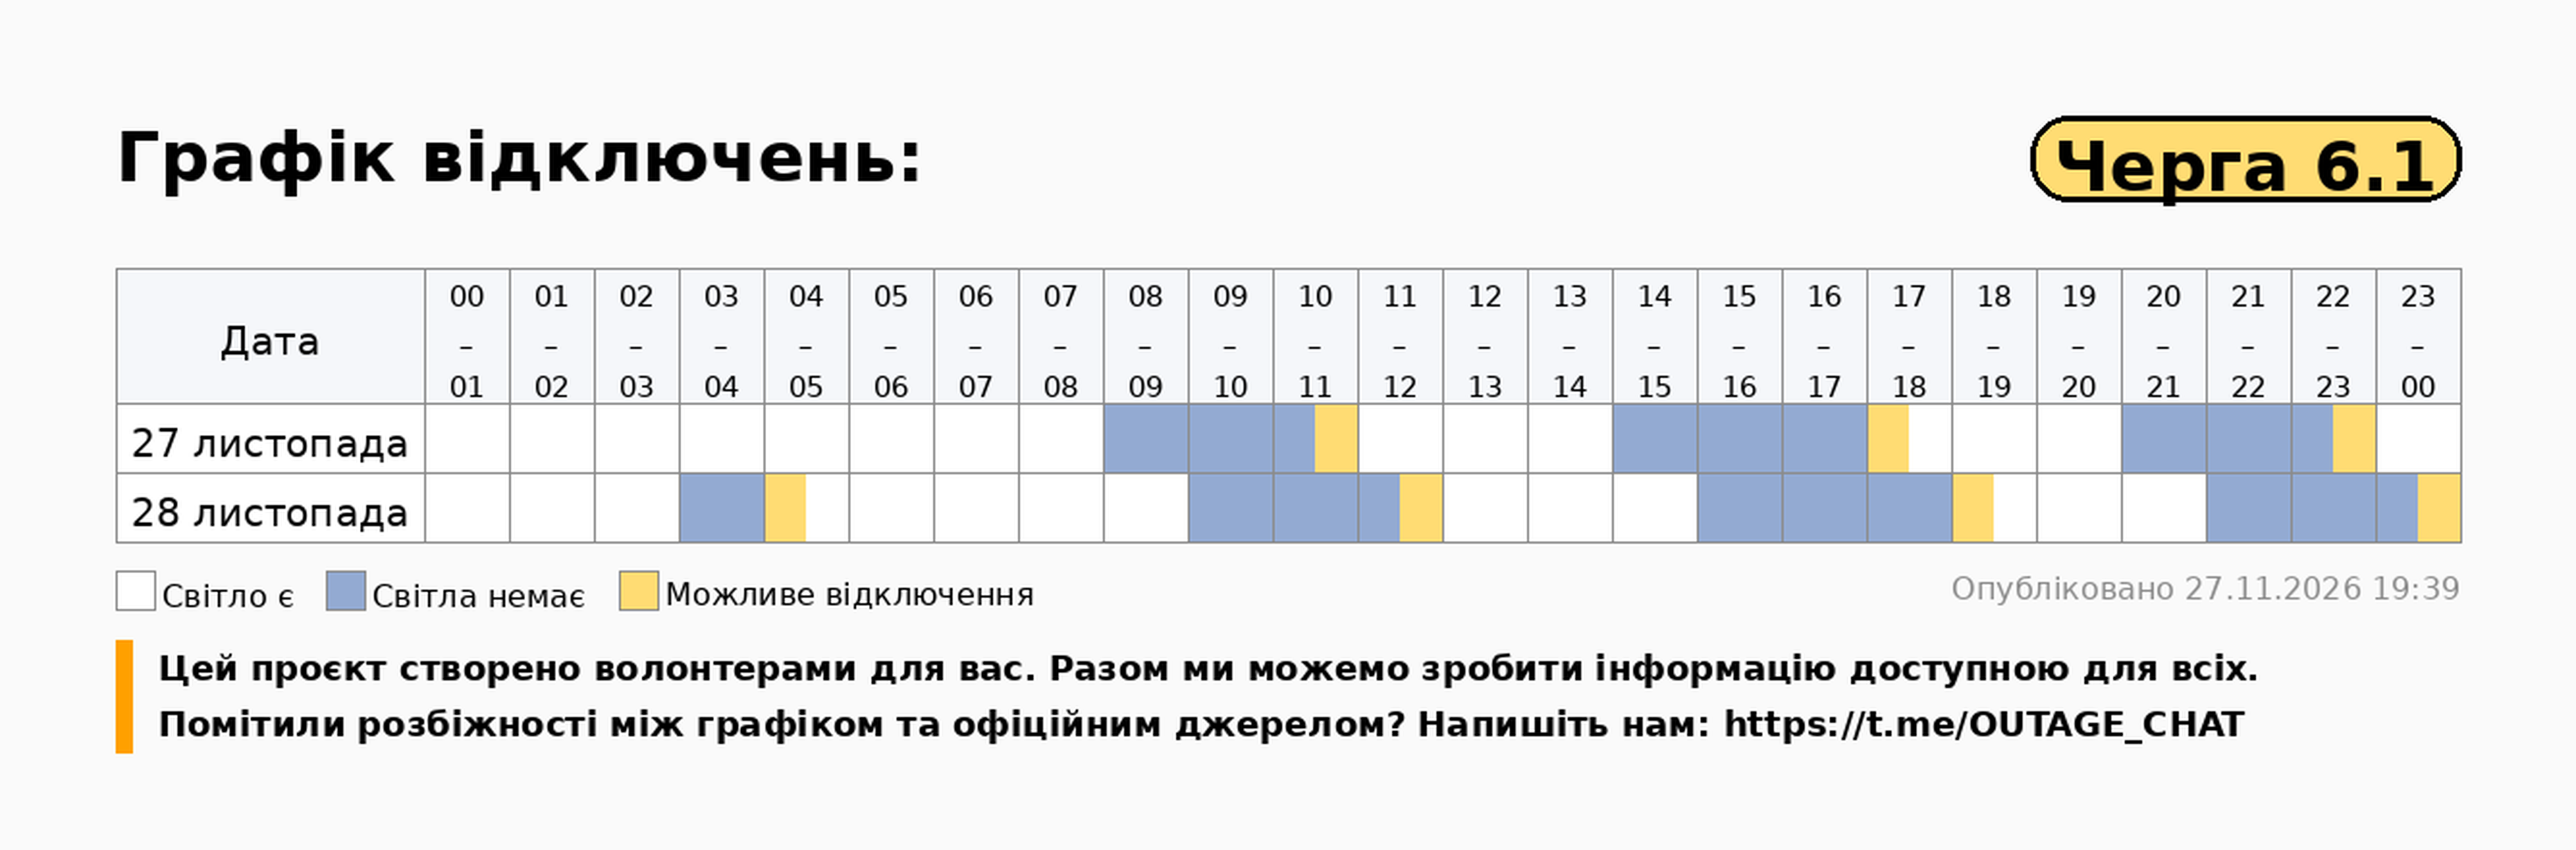 Графік відключень:
Черга 6.1
Дата
00 – 01
01 – 02
02 – 03
03 – 04
04 – 05
05 – 06
06 – 07
07 – 08
08 – 09
09 – 10
10 – 11
11 – 12
12 – 13
13 – 14
14 – 15
15 – 16
16 – 17
17 – 18
18 – 19
19 – 20
20 – 21
21 – 22
22 – 23
23 – 00
27 листопада
28 листопада
Світло є
Світла немає
Можливе відключення
Опубліковано 27.11.2026 19:39
Цей проєкт створено волонтерами для вас. Разом ми можемо зробити інформацію доступною для всіх.
Помітили розбіжності між графіком та офіційним джерелом? Напишіть нам: https://t.me/OUTAGE_CHAT